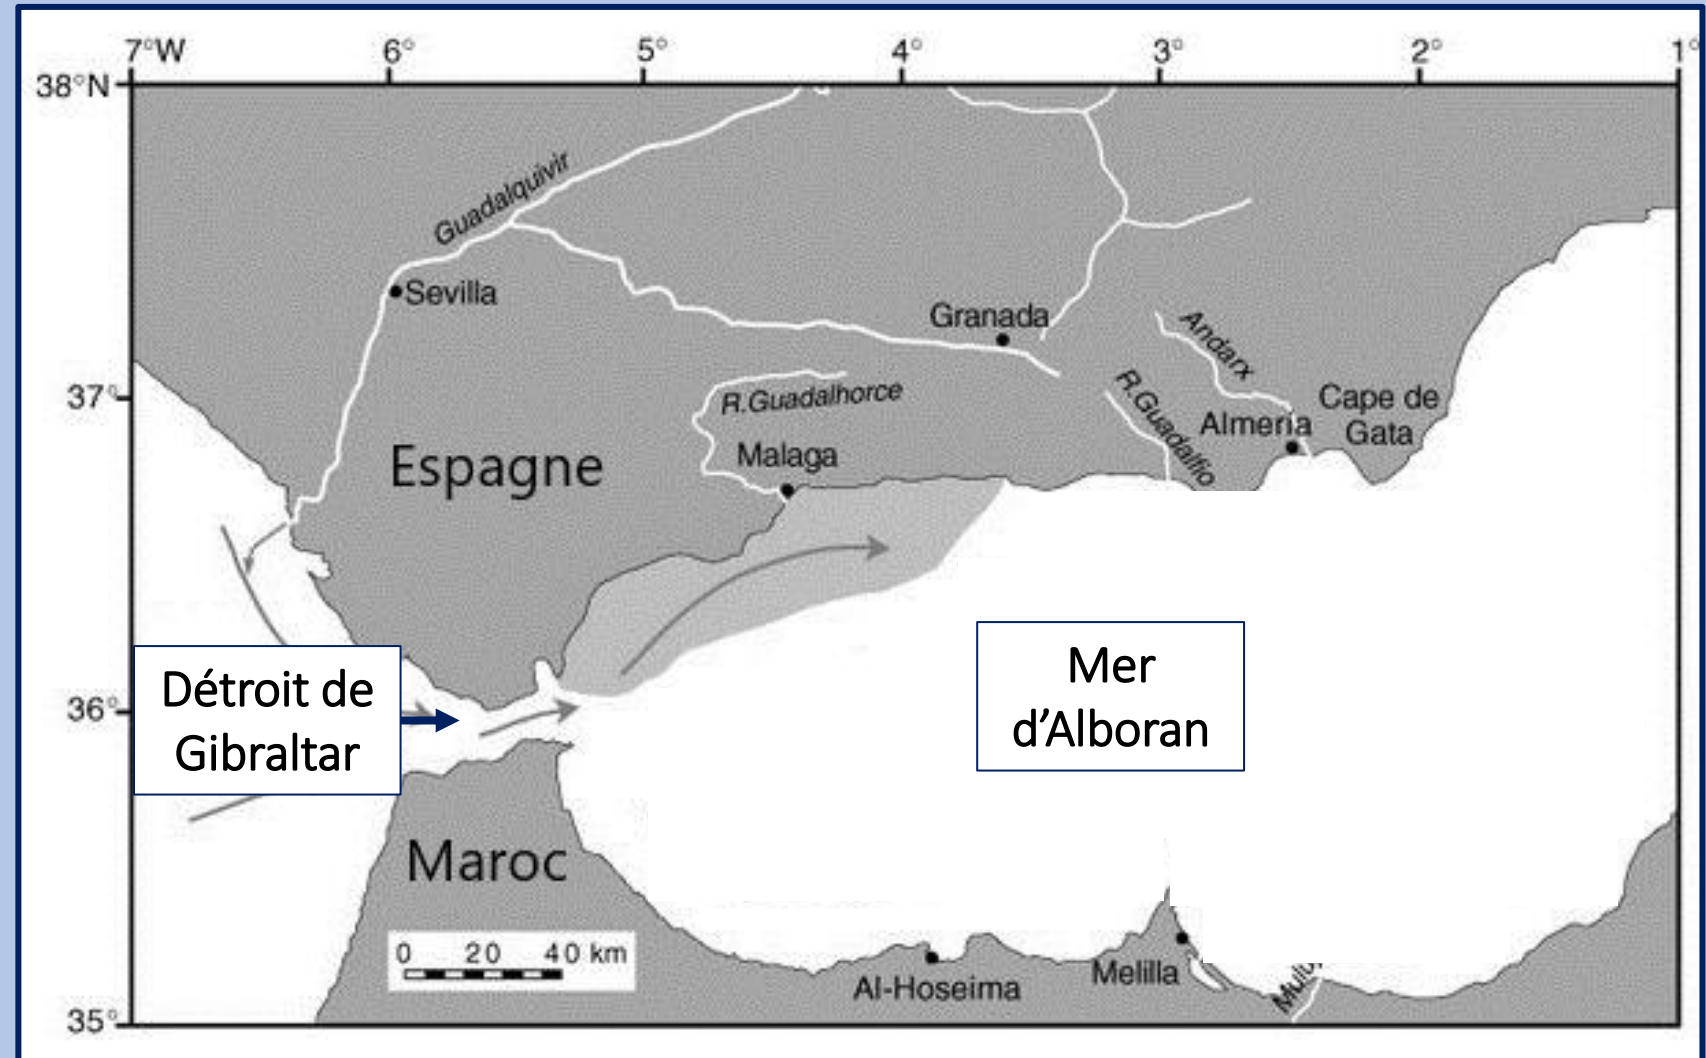 7°W 6° 5° 4° 3° 2° 1°
38°N
Guadalquivir
Sevilla
Granada
Andarx
37°
R.Guadalhorce
R.Guadalfio
Cape de
Gata
Almeria
Malaga
Espagne
Détroit de
Gibraltar
36°
Mer
d'Alboran
Maroc
0 20 40 km
Al-Hoseima
Melilla
35°